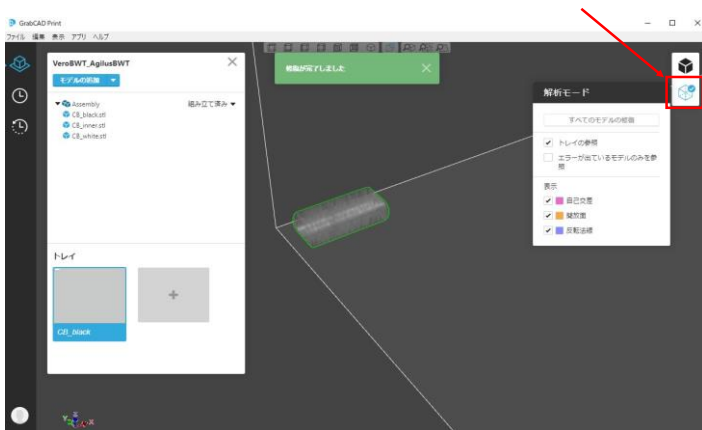 GrabCAD Print
ファイル 編集 表示 アプリ ヘルプ
VeroBWT_AgilusBWT
モデルの追加
Assembly
組み立て済み
CB_black.stl
CB_inner.stl
CB_white.stl
トレイ
CB_black
修復が完了しました
解析モード
すべてのモデルの修復
トレイの参照
エラーが出ているモデルのみを参
照
表示
自己交差
開放面
反転法線